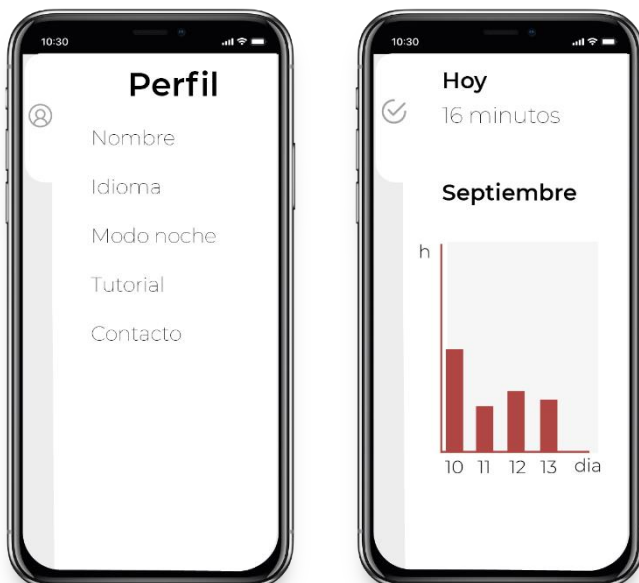 10:30
Perfil
Nombre
Idioma
Modo noche
Tutorial
Contacto
10:30
Hoy
16 minutos
Septiembre
h
10 11 12 13 dia